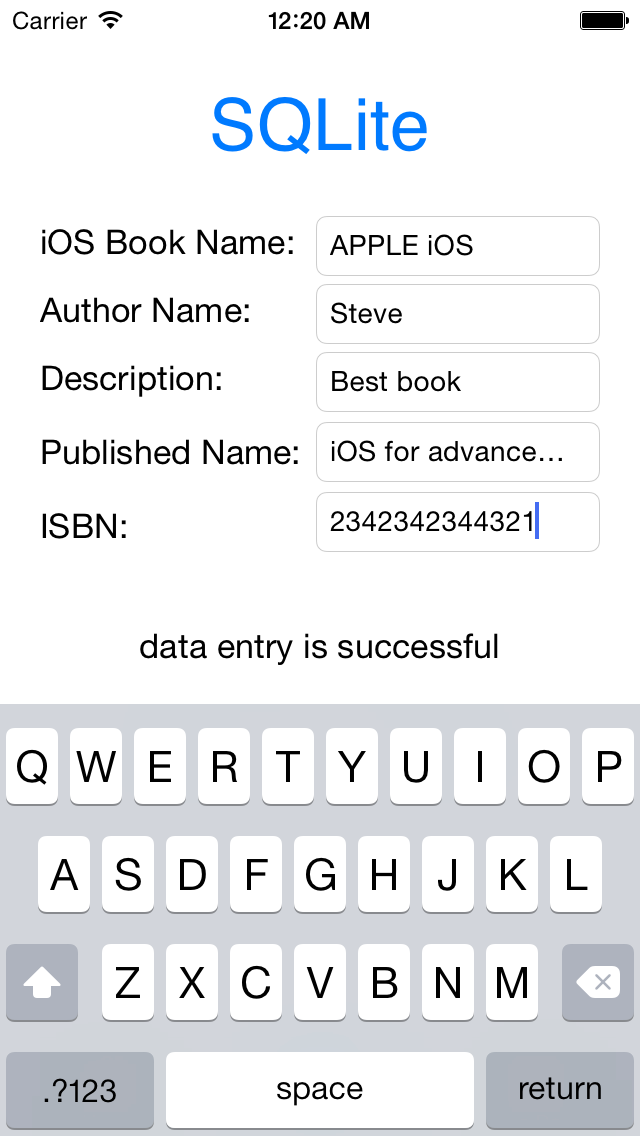 Carrier 12:20 AM
SQLite
iOS Book Name: APPLE iOS
Author Name: Steve
Description: Best book
Published Name: iOS for advance...
ISBN: 2342342344321
data entry is successful
Q W E R T Y U I O P
A S D F G H J K L
Z X C V B N M
.?123 space return